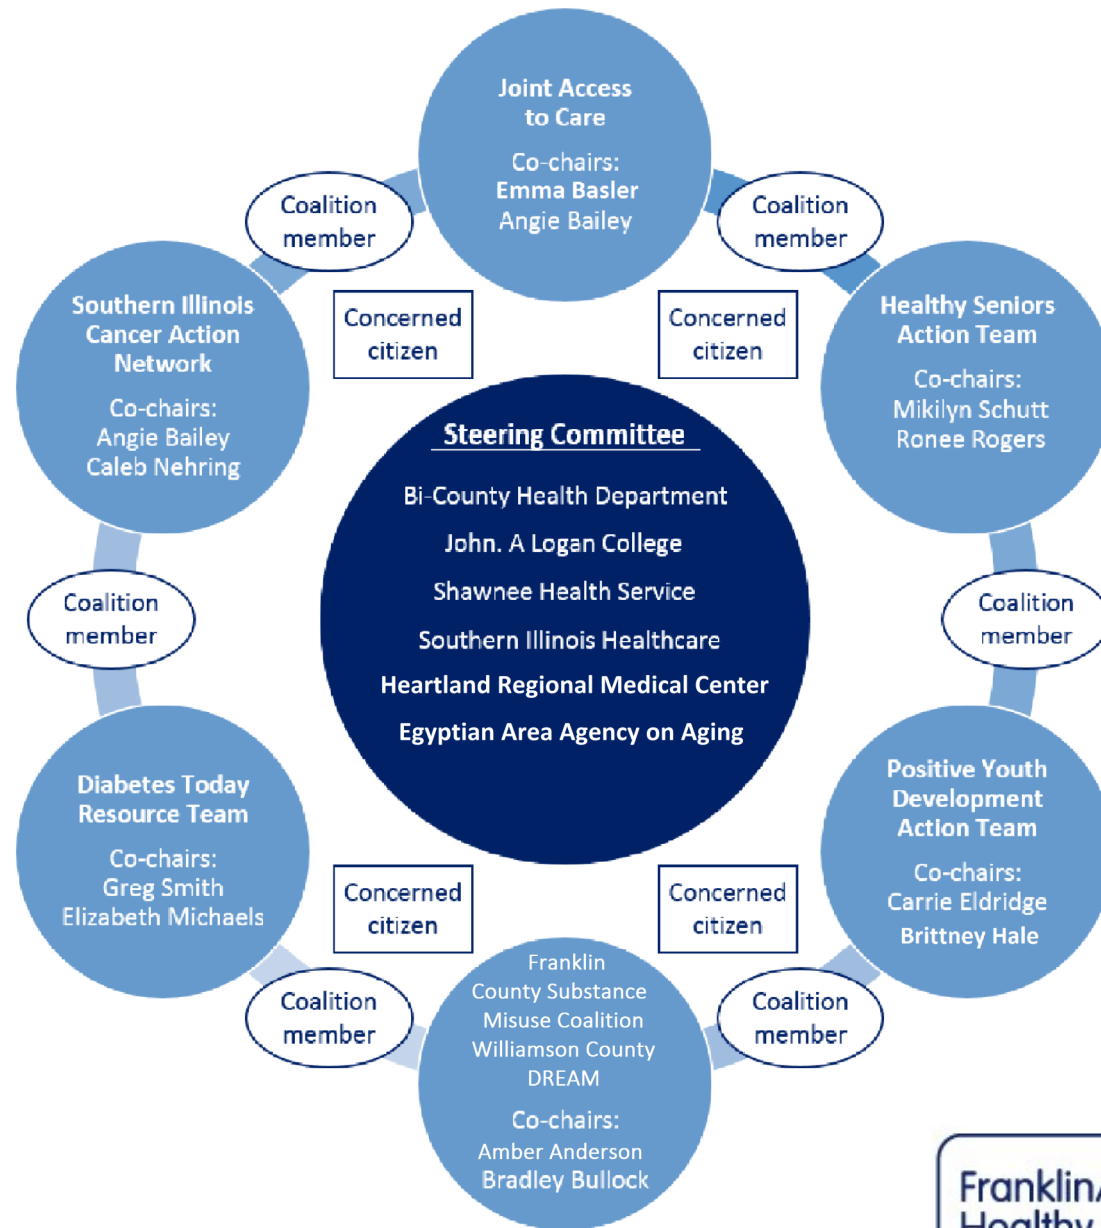 Joint Access
to Care
Co-chairs:
Emma Basler
Angie Bailey
Coalition
member
Coalition
member
Southern Illinois
Cancer Action
Network
Co-chairs:
Angie Bailey
Caleb Nehring
Concerned
citizen
Concerned
citizen
Healthy Seniors
Action Team
Co-chairs:
Mikilyn Schutt
Ronee Rogers
Steering Committee
Bi-County Health Department
John. A Logan College
Shawnee Health Service
Southern Illinois Healthcare
Heartland Regional Medical Center
Egyptian Area Agency on Aging
Coalition
member
Coalition
member
Diabetes Today
Resource Team
Co-chairs:
Greg Smith
Elizabeth Michaels
Positive Youth
Development
Action Team
Co-chairs:
Carrie Eldridge
Brittney Hale
Concerned
citizen
Concerned
citizen
Coalition
member
Franklin
County Substance
Misuse Coalition
Williamson County
DREAM
Co-chairs:
Amber Anderson
Bradley Bullock
Coalition
member
Franklin/
Healthy